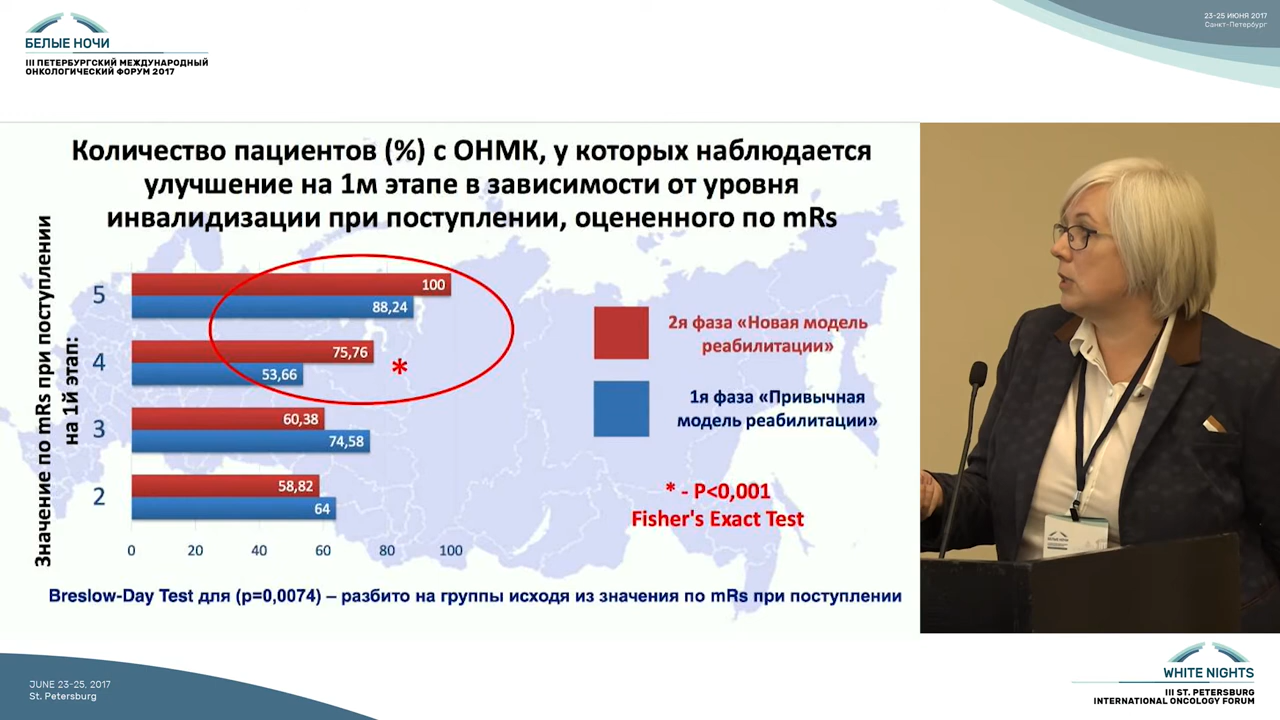 БЕЛЫЕ НОЧИ
III ПЕТЕРБУРГСКИЙ МЕЖДУНАРОДНЫЙ
ОНКОЛОГИЧЕСКИЙ ФОРУМ 2017
23-25 ИЮНЯ 2017
Санкт-Петербург
Количество пациентов (%) с ОНМК, у которых наблюдается
улучшение на 1м этапе в зависимости от уровня
инвалидизации при поступлении, оцененного по mRs
Значение по mRs при поступлении
на 1й этап:
5
100
88,24
4
75,76
53,66
*
3
60,38
74,58
2
58,82
64
0 20 40 60 80 100
2я фаза «Новая модель
реабилитации»
1я фаза «Привычная
модель реабилитации»
* - P<0,001
Fisher's Exact Test
Breslow-Day Test для (p=0,0074) – разбито на группы исходя из значения по mRs при поступлении
БЕЛЫЕ НОЧИ
JUNE 23-25, 2017
St. Petersburg
WHITE NIGHTS
III ST. PETERSBURG
INTERNATIONAL ONCOLOGY FORUM